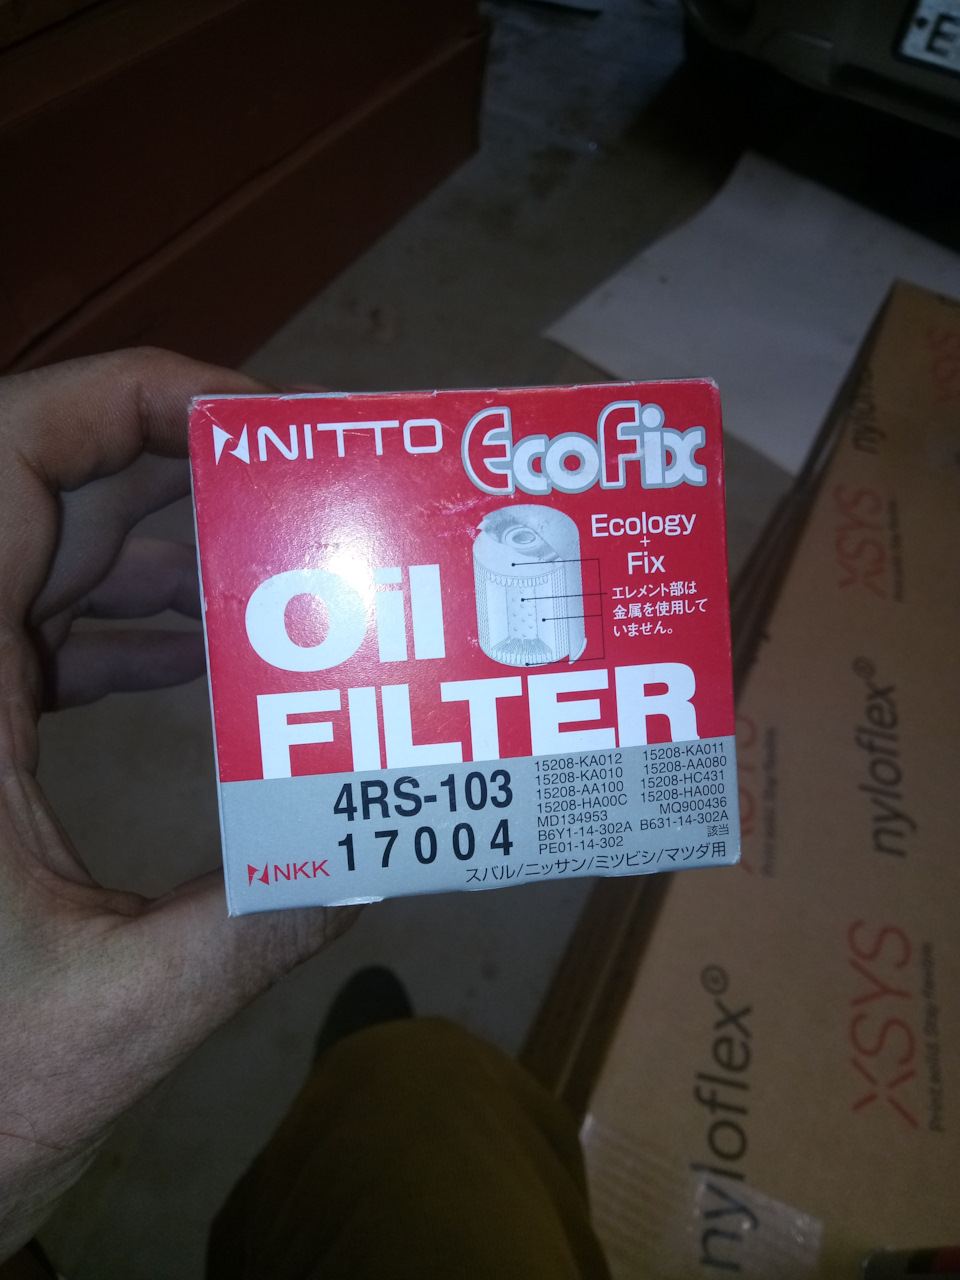 NITTO EcoFix
Ecology
+
Fix
エレメント部は
金属を使用して
いません。
Oil
FILTER
4RS-103
17004
NKK
15208-KA012 15208-KA011
15208-KA010 15208-AA080
15208-AA100 15208-HC431
15208-HA00C 15208-HA000
MD134953 MQ900436
B6Y1-14-302A B631-14-302A
PE01-14-302 該当
スバル/ニッサン/ミツビシ/マツダ用
E
XSYS
nyloflex®
nyloflex®
XSYS
nyloflex®